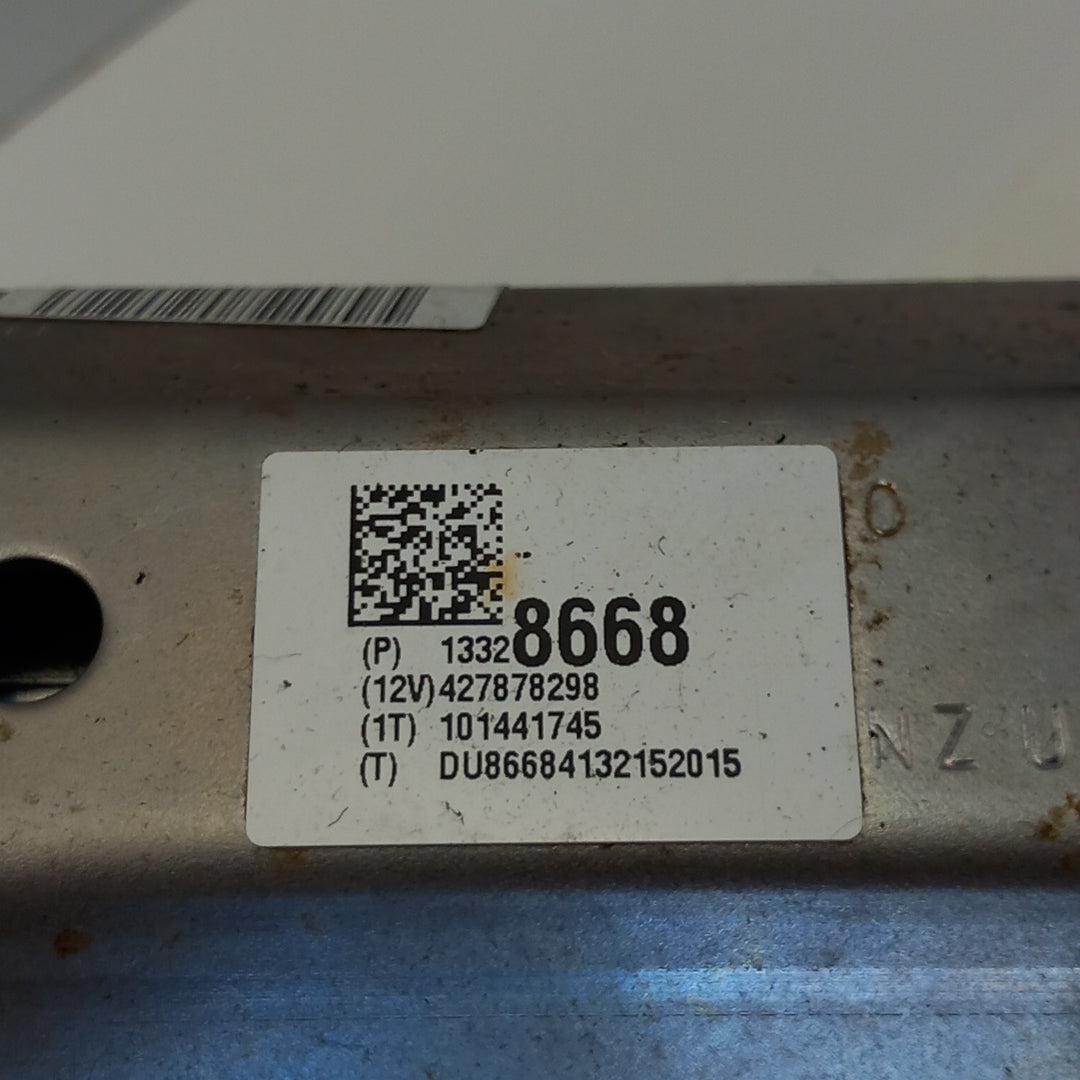 (P) 13328668
(12V)427878298
(1T) 101441745
(T) DU86684132152015
O
NZU